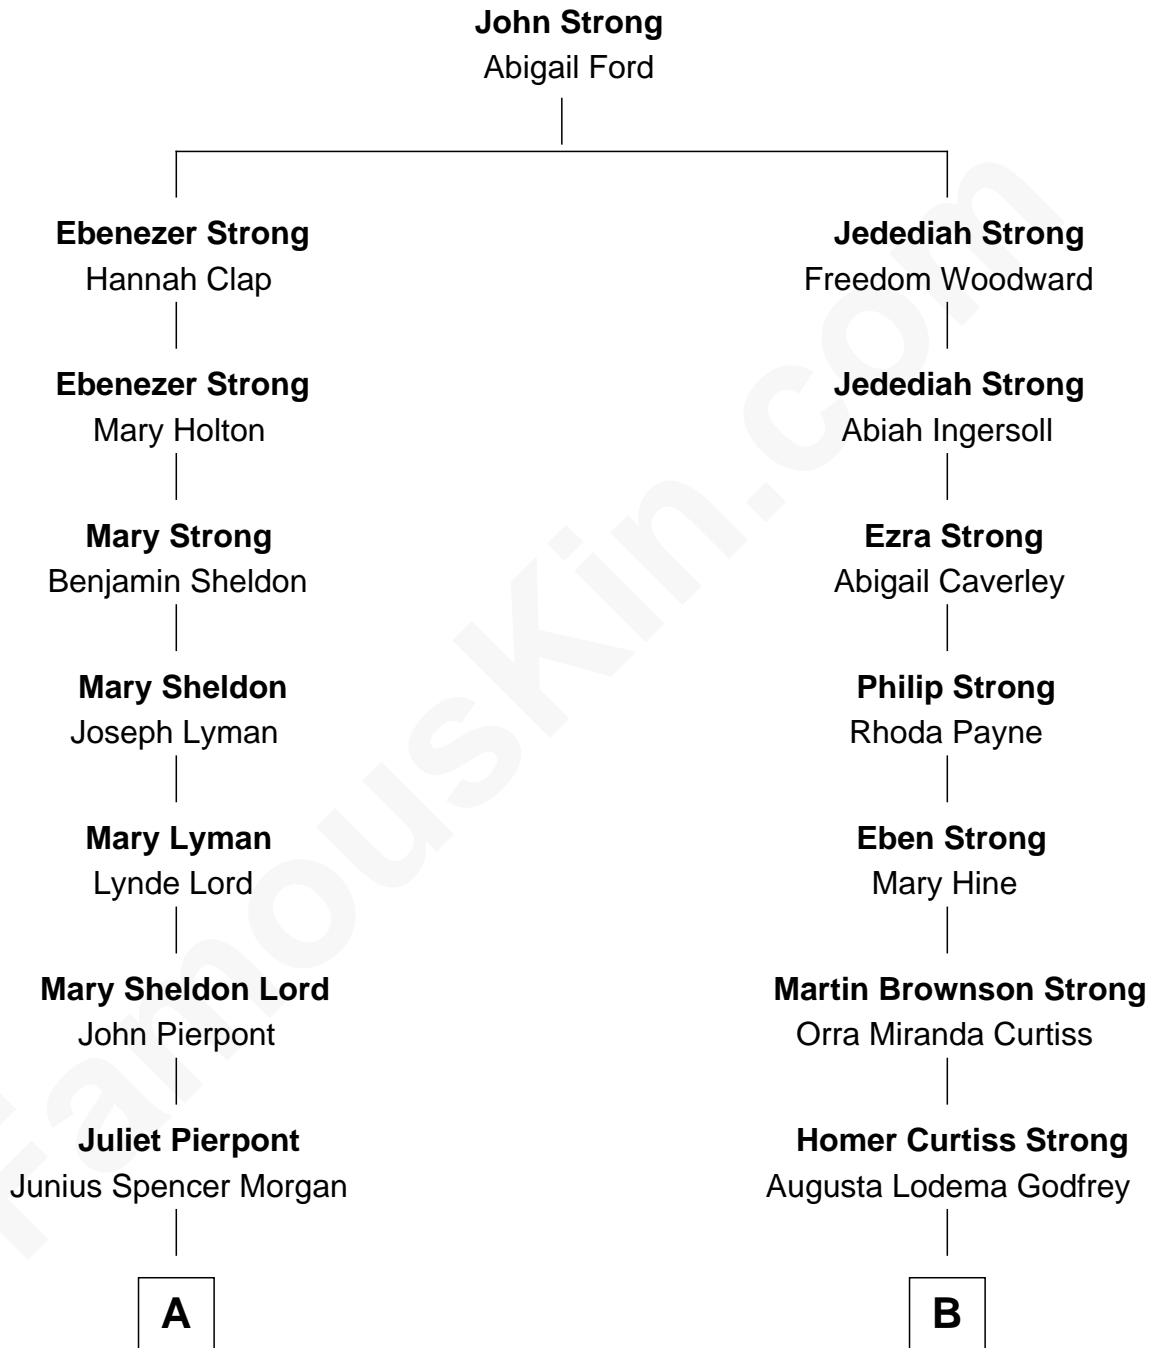 John Strong
Abigail Ford
Ebenezer Strong
Hannah Clap
Jedediah Strong
Freedom Woodward
Ebenezer Strong
Mary Holton
Jedediah Strong
Abiah Ingersoll
Mary Strong
Benjamin Sheldon
Ezra Strong
Abigail Caverley
Mary Sheldon
Joseph Lyman
Philip Strong
Rhoda Payne
Mary Lyman
Lynde Lord
Eben Strong
Mary Hine
Mary Sheldon Lord
John Pierpont
Martin Brownson Strong
Orra Miranda Curtiss
Juliet Pierpont
Junius Spencer Morgan
Homer Curtiss Strong
Augusta Lodema Godfrey
A
B
FamousKin.com